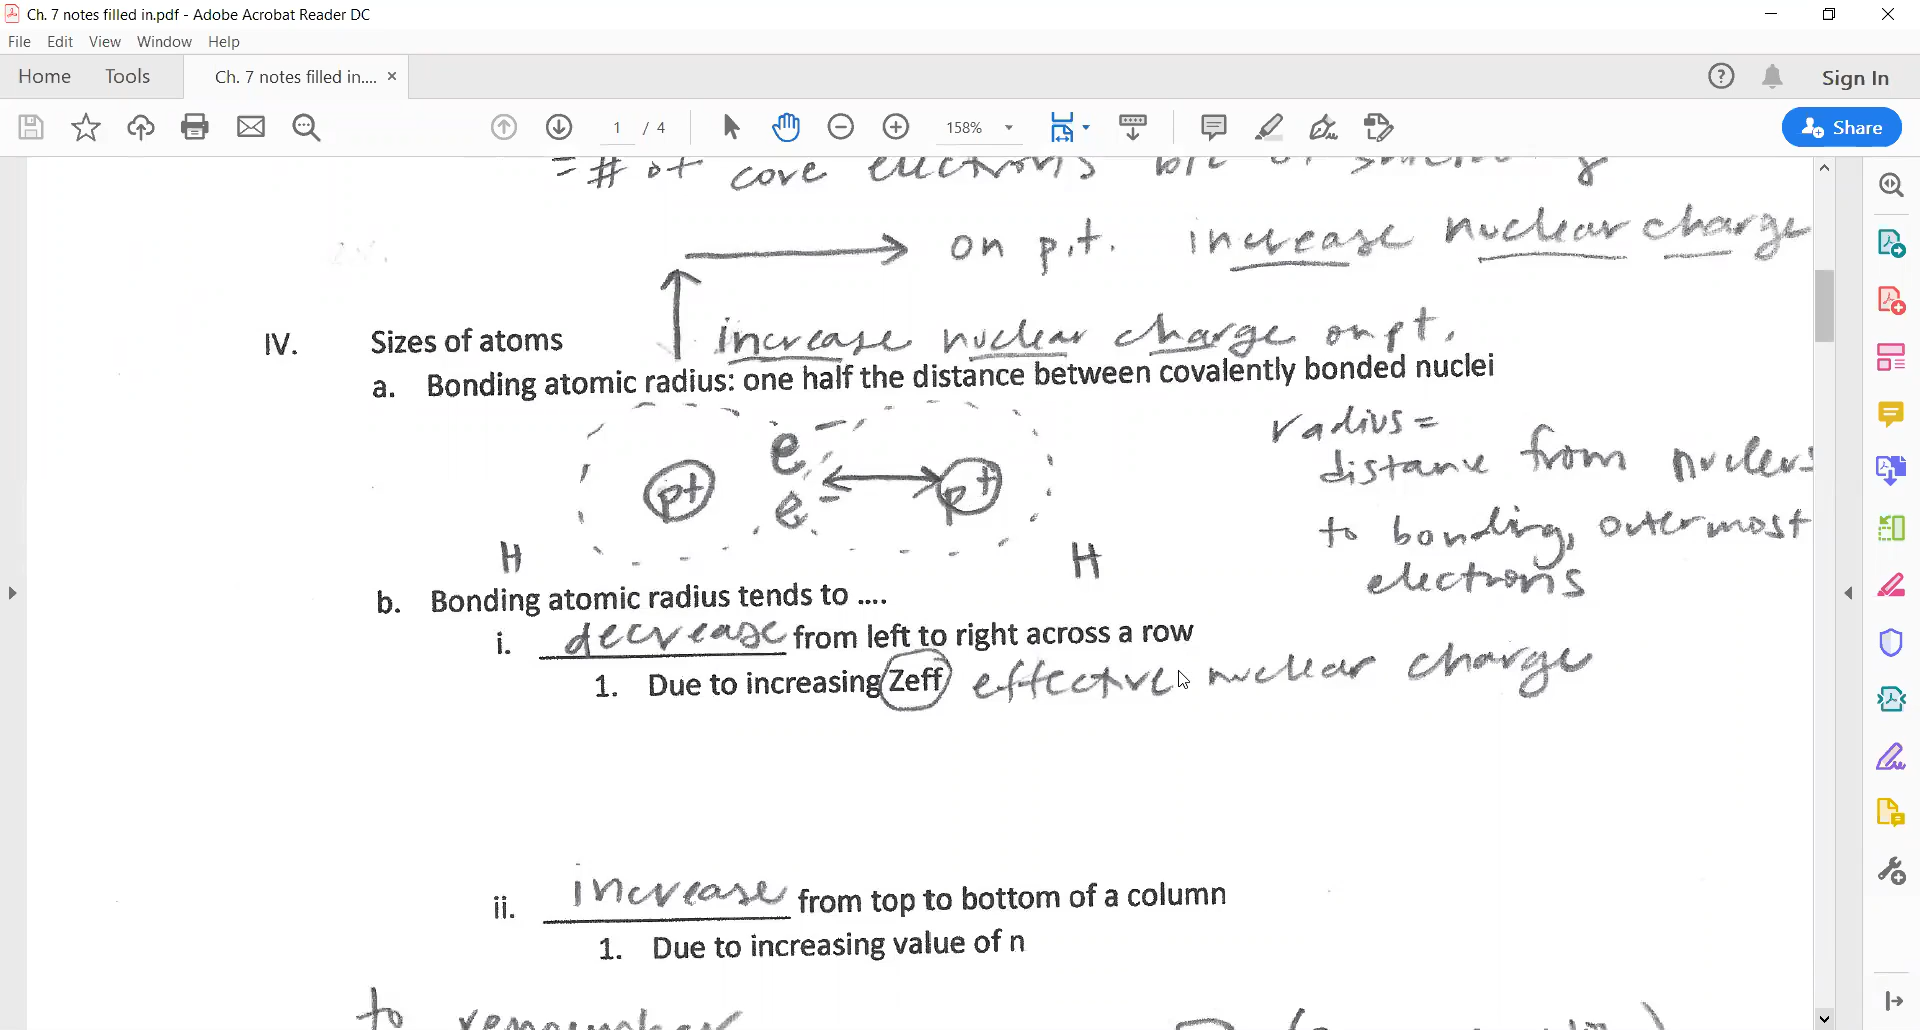 Ch. 7 notes filled in.pdf - Adobe Acrobat Reader DC
File Edit View Window Help
Home Tools Ch. 7 notes filled in.... × Sign In
1 / 4 158% Share
= # of core electrons b/c of shielding
on p.t. increase nuclear charge
increase nuclear charge on pt.
IV. Sizes of atoms
a. Bonding atomic radius: one half the distance between covalently bonded nuclei
radius =
distance from nucleus
to bonding, outermost
electrons
e -
p+ p+
e -
H H
b. Bonding atomic radius tends to ....
i. decrease from left to right across a row
1. Due to increasing Zeff effective nuclear charge
ii. increase from top to bottom of a column
1. Due to increasing value of n
to remember